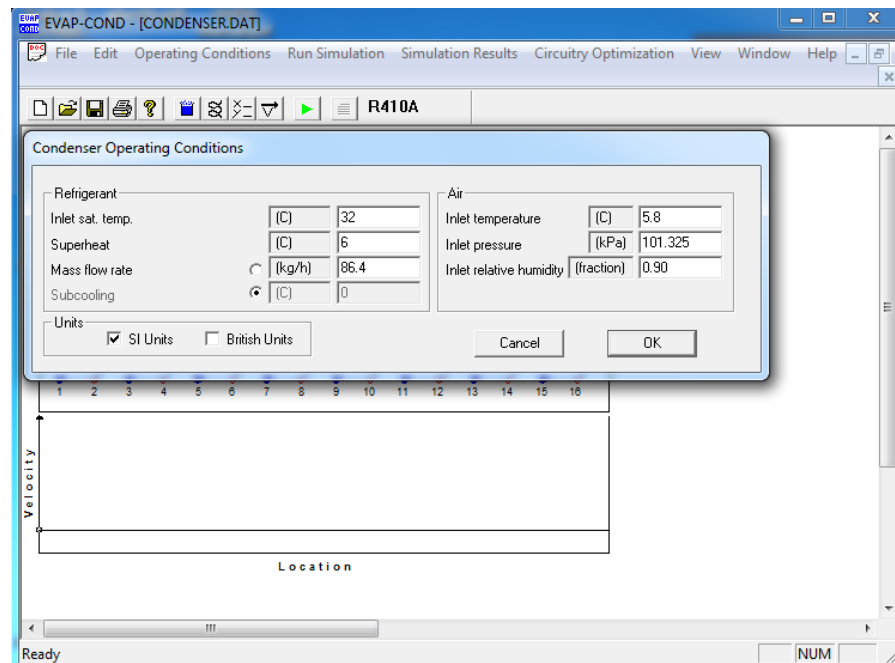 EVAP-COND - [CONDENSER.DAT]
File Edit Operating Conditions Run Simulation Simulation Results Circuitry Optimization View Window Help
R410A
Condenser Operating Conditions
Refrigerant
Inlet sat. temp. (C) 32
Superheat (C) 6
Mass flow rate (kg/h) 86.4
Subcooling (C) 0
Air
Inlet temperature (C) 5.8
Inlet pressure (kPa) 101.325
Inlet relative humidity (fraction) 0.90
Units
SI Units British Units
Cancel OK
1 2 3 4 5 6 7 8 9 10 11 12 13 14 15 16
Velocity
Location
Ready NUM